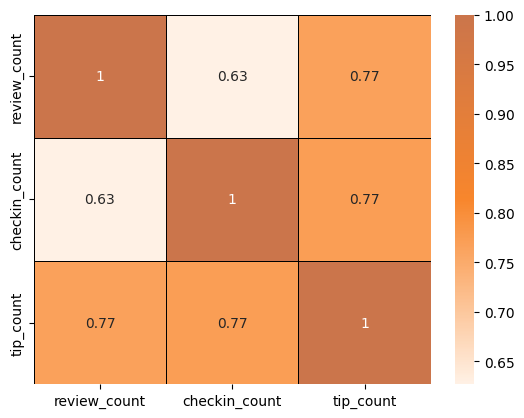 review_count 1 0.63 0.77
checkin_count 0.63 1 0.77
tip_count 0.77 0.77 1
review_count checkin_count tip_count
1.00
0.95
0.90
0.85
0.80
0.75
0.70
0.65